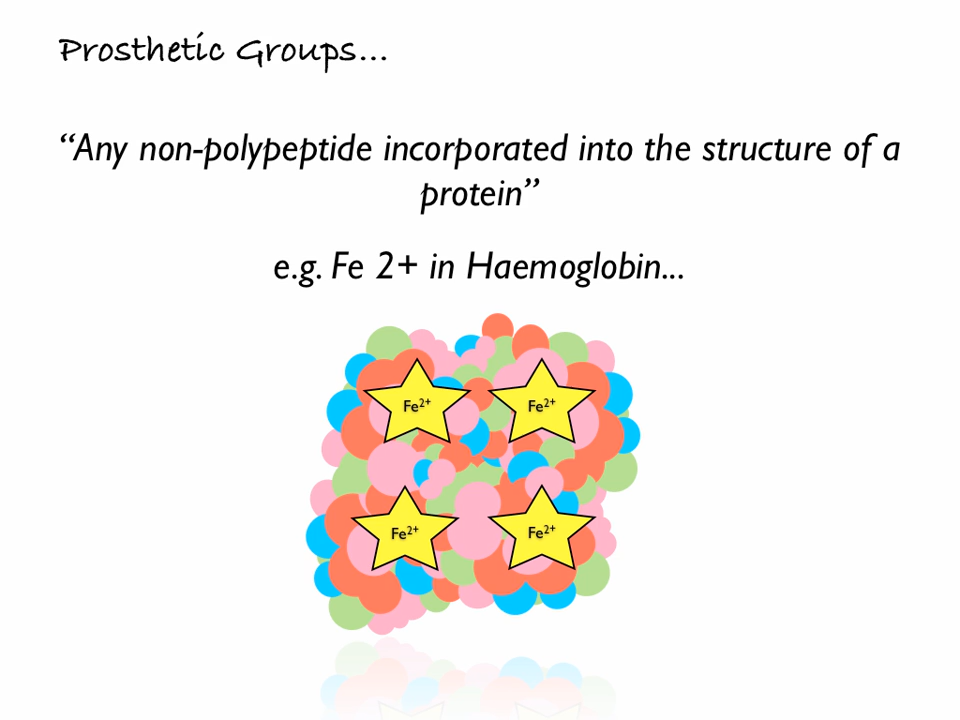 Prosthetic Groups...
“Any non-polypeptide incorporated into the structure of a
protein”
e.g. Fe 2+ in Haemoglobin...
Fe²⁺
Fe²⁺
Fe²⁺
Fe²⁺